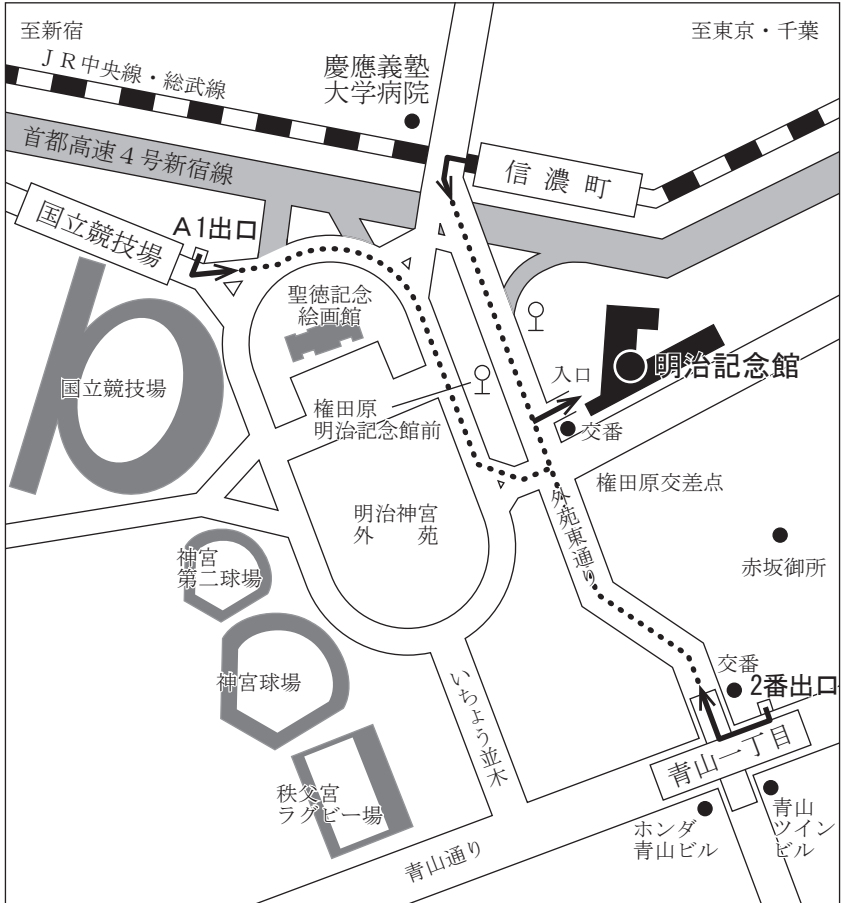 至新宿
至東京・千葉
ＪＲ中央線・総武線
慶應義塾
大学病院
首都高速４号新宿線
信濃町
国立競技場
A1出口
聖徳記念
絵画館
国立競技場
入口
明治記念館
権田原
明治記念館前
交番
権田原交差点
明治神宮
外　苑
外苑東通り
神宮
第二球場
赤坂御所
神宮球場
いちょう並木
交番
2番出口
青山一丁目
秩父宮
ラグビー場
青山通り
ホンダ
青山ビル
青山
ツイン
ビル